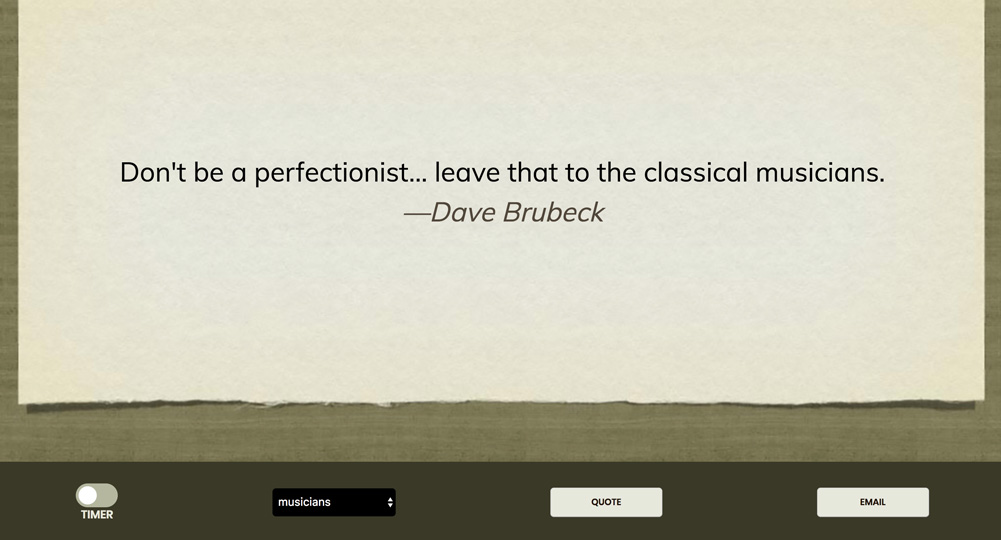 Don't be a perfectionist... leave that to the classical musicians.
—Dave Brubeck
TIMER
musicians
QUOTE
EMAIL